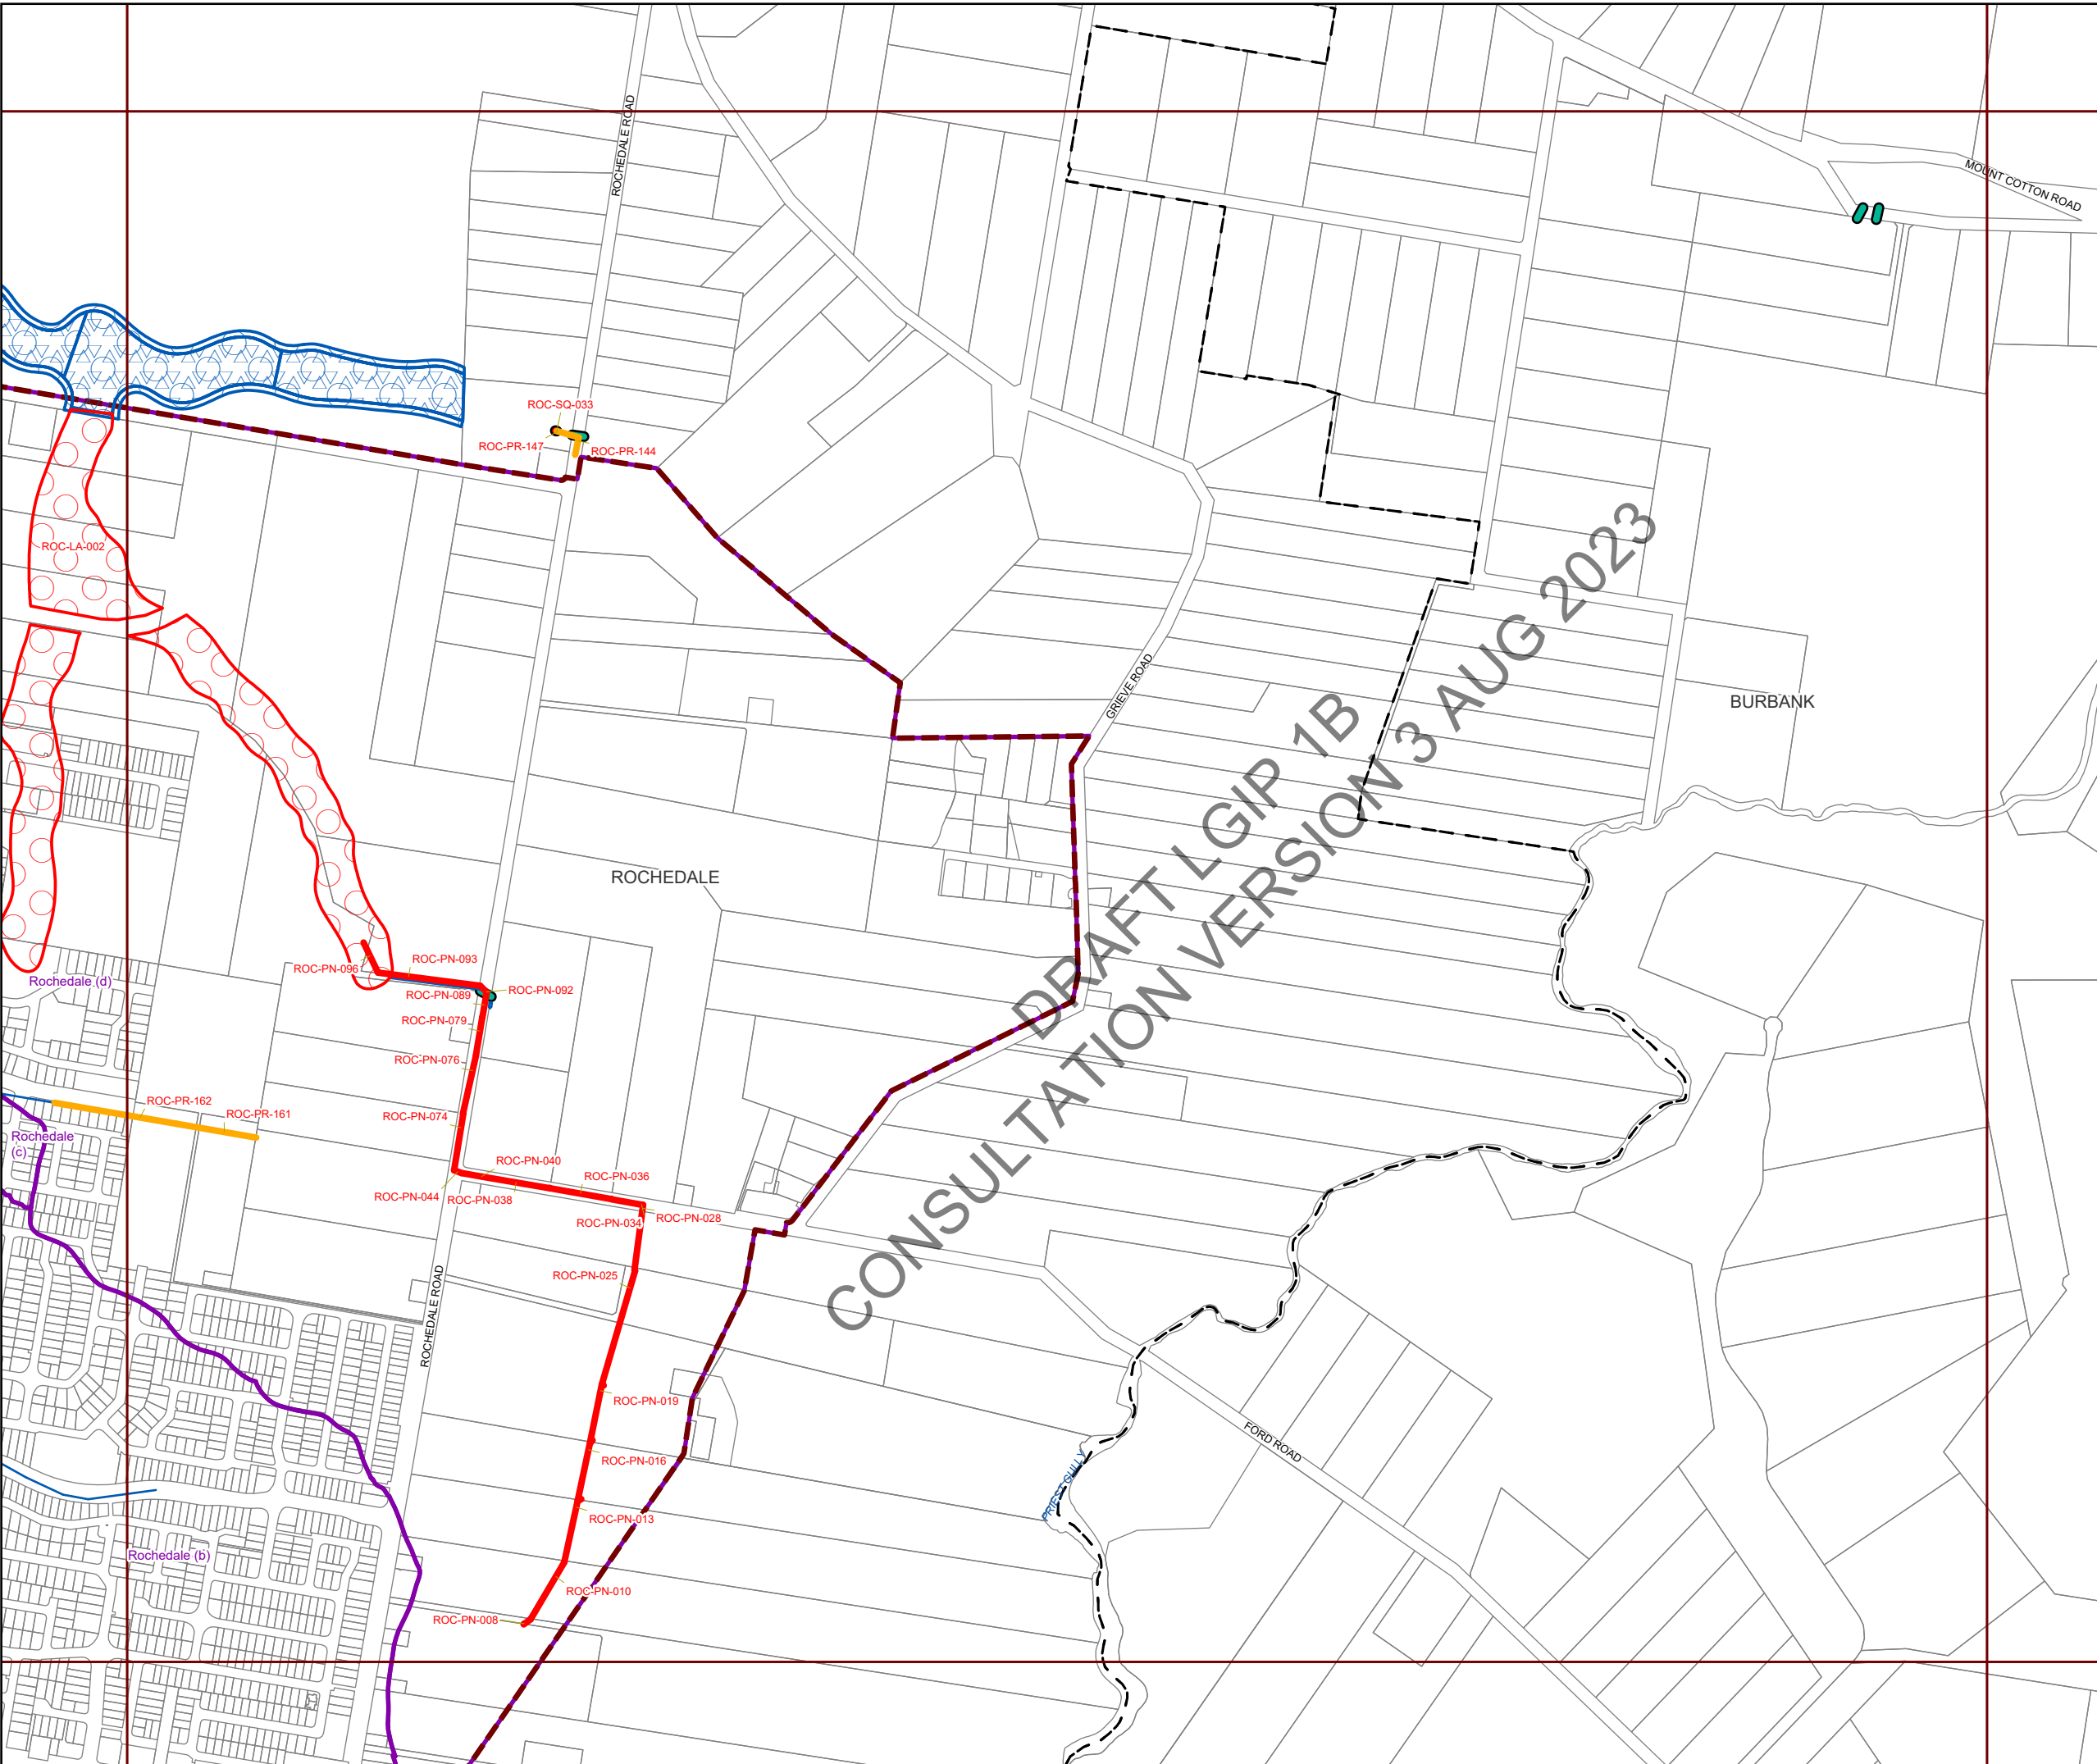 ROCHEDALE ROAD
MOUNT COTTON ROAD
ROC-SQ-033
ROC-PR-147
ROC-PR-144
ROC-LA-002
GRIEVE ROAD
BURBANK
ROCHEDALE
DRAFT LGIP 1B
CONSULTATION VERSION 3 AUG 2023
ROC-PN-093
ROC-PN-096
Rochedale (d)
ROC-PN-092
ROC-PN-089
ROC-PN-079
ROC-PN-076
ROC-PR-162
ROC-PR-161
ROC-PN-074
Rochedale
(c)
ROC-PN-040
ROC-PN-036
ROC-PN-044
ROC-PN-038
ROC-PN-034
ROC-PN-028
ROC-PN-025
ROCHEDALE ROAD
ROC-PN-019
FORD ROAD
ROC-PN-016
PRIEST GULLY
ROC-PN-013
Rochedale (b)
ROC-PN-010
ROC-PN-008